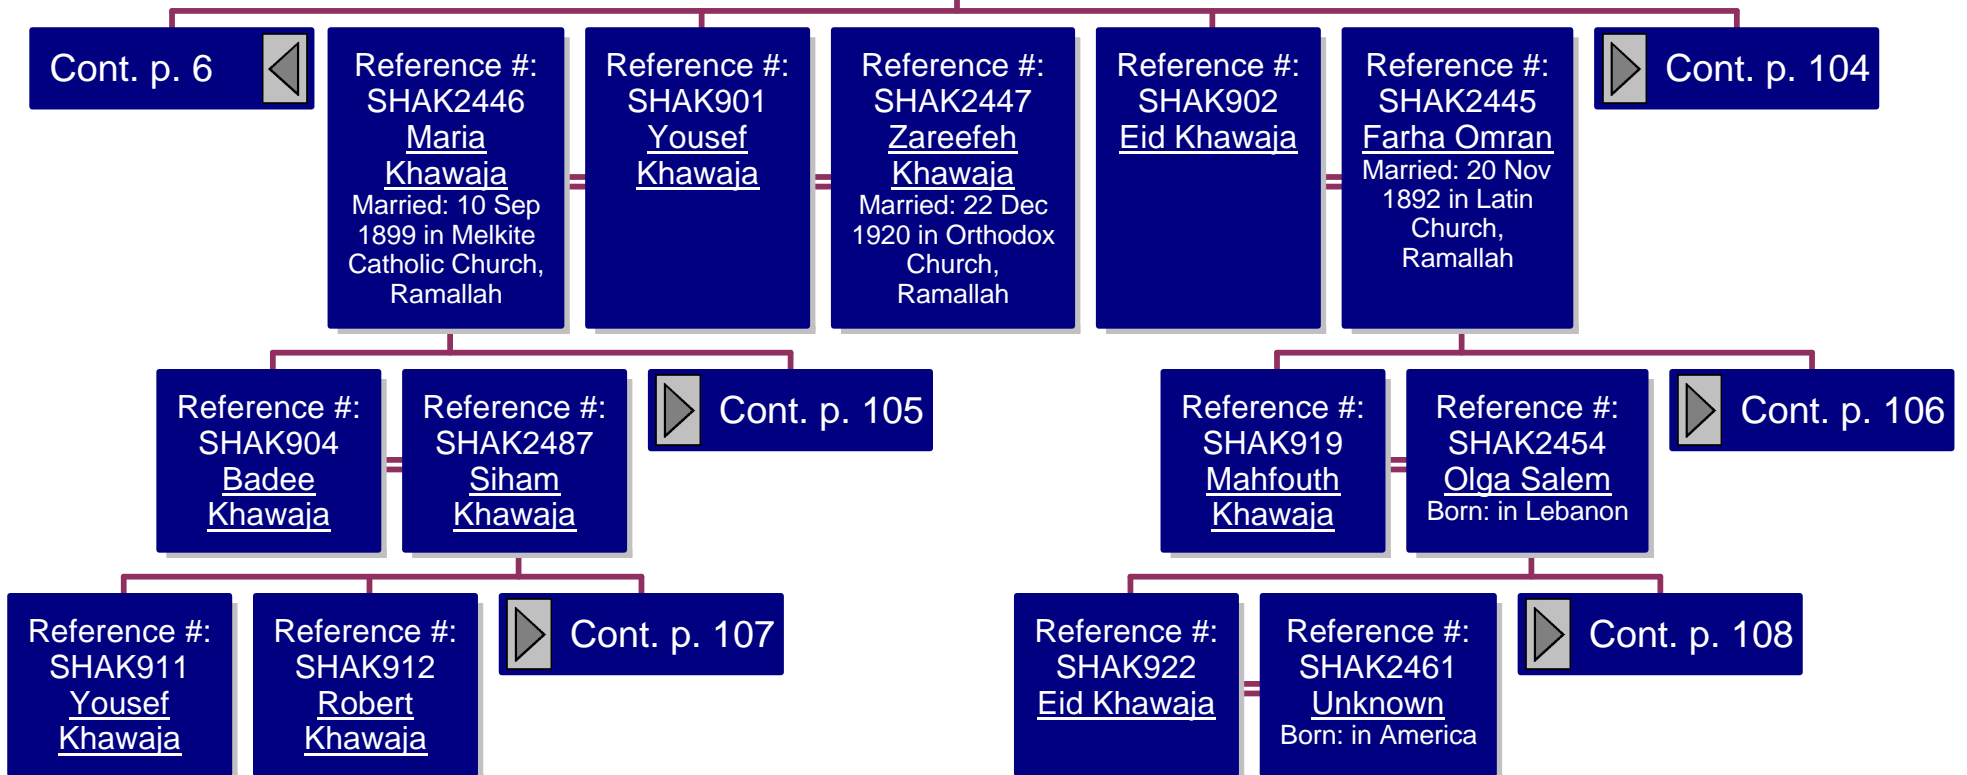 Cont. p. 6
Reference #:
SHAK2446
Maria
Khawaja
Married: 10 Sep
1899 in Melkite
Catholic Church,
Ramallah
Reference #:
SHAK901
Yousef
Khawaja
Reference #:
SHAK2447
Zareefeh
Khawaja
Married: 22 Dec
1920 in Orthodox
Church,
Ramallah
Reference #:
SHAK902
Eid Khawaja
Reference #:
SHAK2445
Farha Omran
Married: 20 Nov
1892 in Latin
Church,
Ramallah
Cont. p. 104
Reference #:
SHAK904
Badee
Khawaja
Reference #:
SHAK2487
Siham
Khawaja
Cont. p. 105
Reference #:
SHAK919
Mahfouth
Khawaja
Reference #:
SHAK2454
Olga Salem
Born: in Lebanon
Cont. p. 106
Reference #:
SHAK911
Yousef
Khawaja
Reference #:
SHAK912
Robert
Khawaja
Cont. p. 107
Reference #:
SHAK922
Eid Khawaja
Reference #:
SHAK2461
Unknown
Born: in America
Cont. p. 108